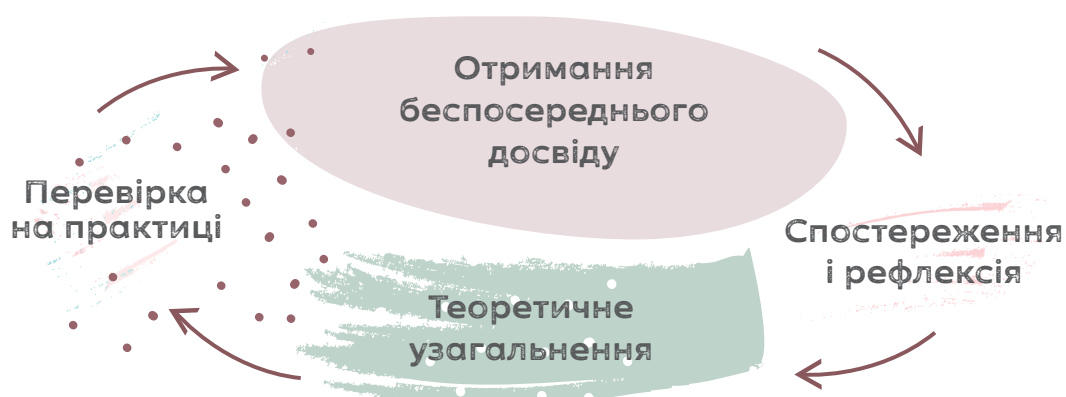 Отримання
беспосереднього
досвіду
Спостереження
і рефлексія
Теоретичне
узагальнення
Перевірка
на практиці